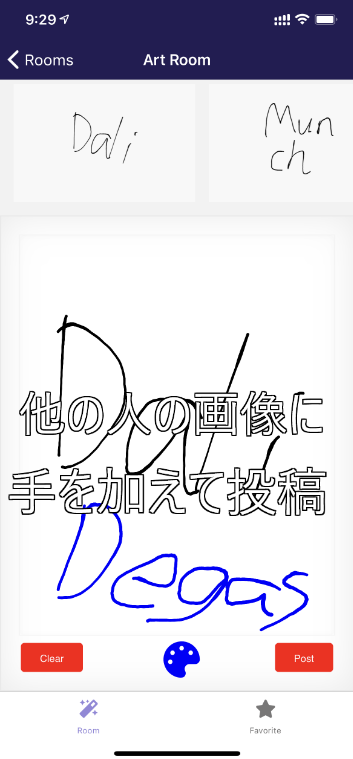 9:29
Rooms
Art Room
Dali
Mun
ch
Dali
他の人の画像に
手を加えて投稿
Degas
Clear
Post
Room
Favorite